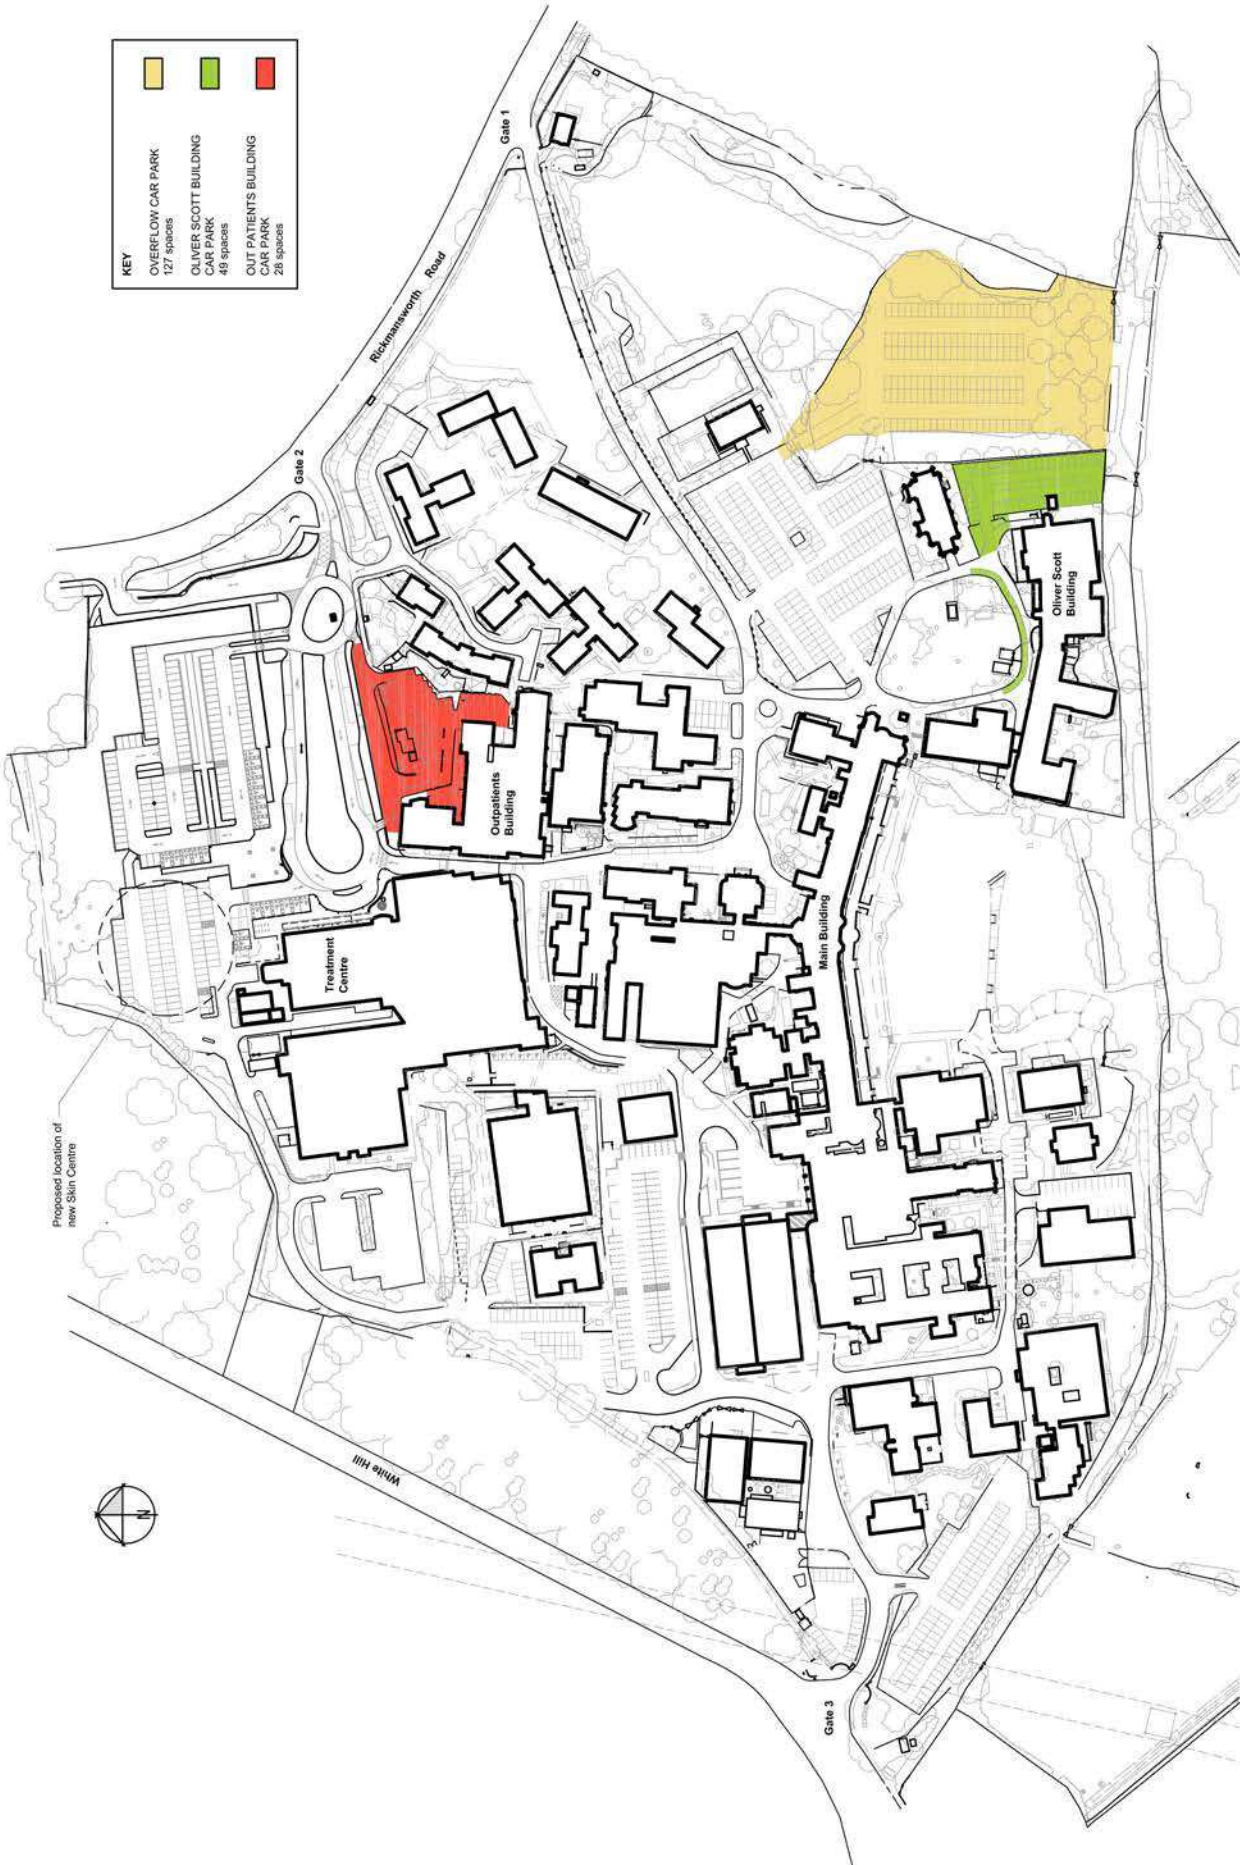 KEY
OVERFLOW CAR PARK
127 spaces
OLIVER SCOTT BUILDING
CAR PARK
49 spaces
OUT PATIENTS BUILDING
CAR PARK
28 spaces
Gate 1
Rickmansworth Road
Gate 2
Proposed location of
new Skin Centre
Treatment
Centre
Outpatients
Building
Main Building
Oliver Scott
Building
White Hill
N
Gate 3